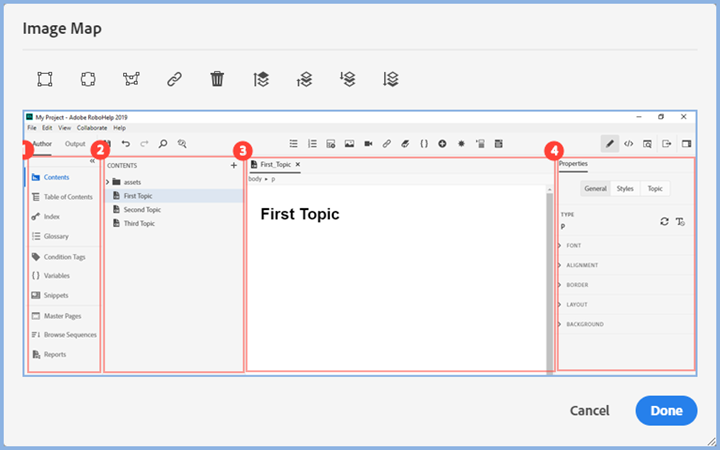 Image Map
My Project - Adobe RoboHelp 2019
File Edit View Collaborate Help
Author Output
2 3 4
CONTENTS +
First_Topic ×
Properties
body p
Contents
Table of Contents
Index
Glossary
Condition Tags
Variables
Snippets
Master Pages
Browse Sequences
Reports
assets
First Topic
Second Topic
Third Topic
First Topic
General Styles Topic
TYPE
p
FONT
ALIGNMENT
BORDER
LAYOUT
BACKGROUND
Cancel Done